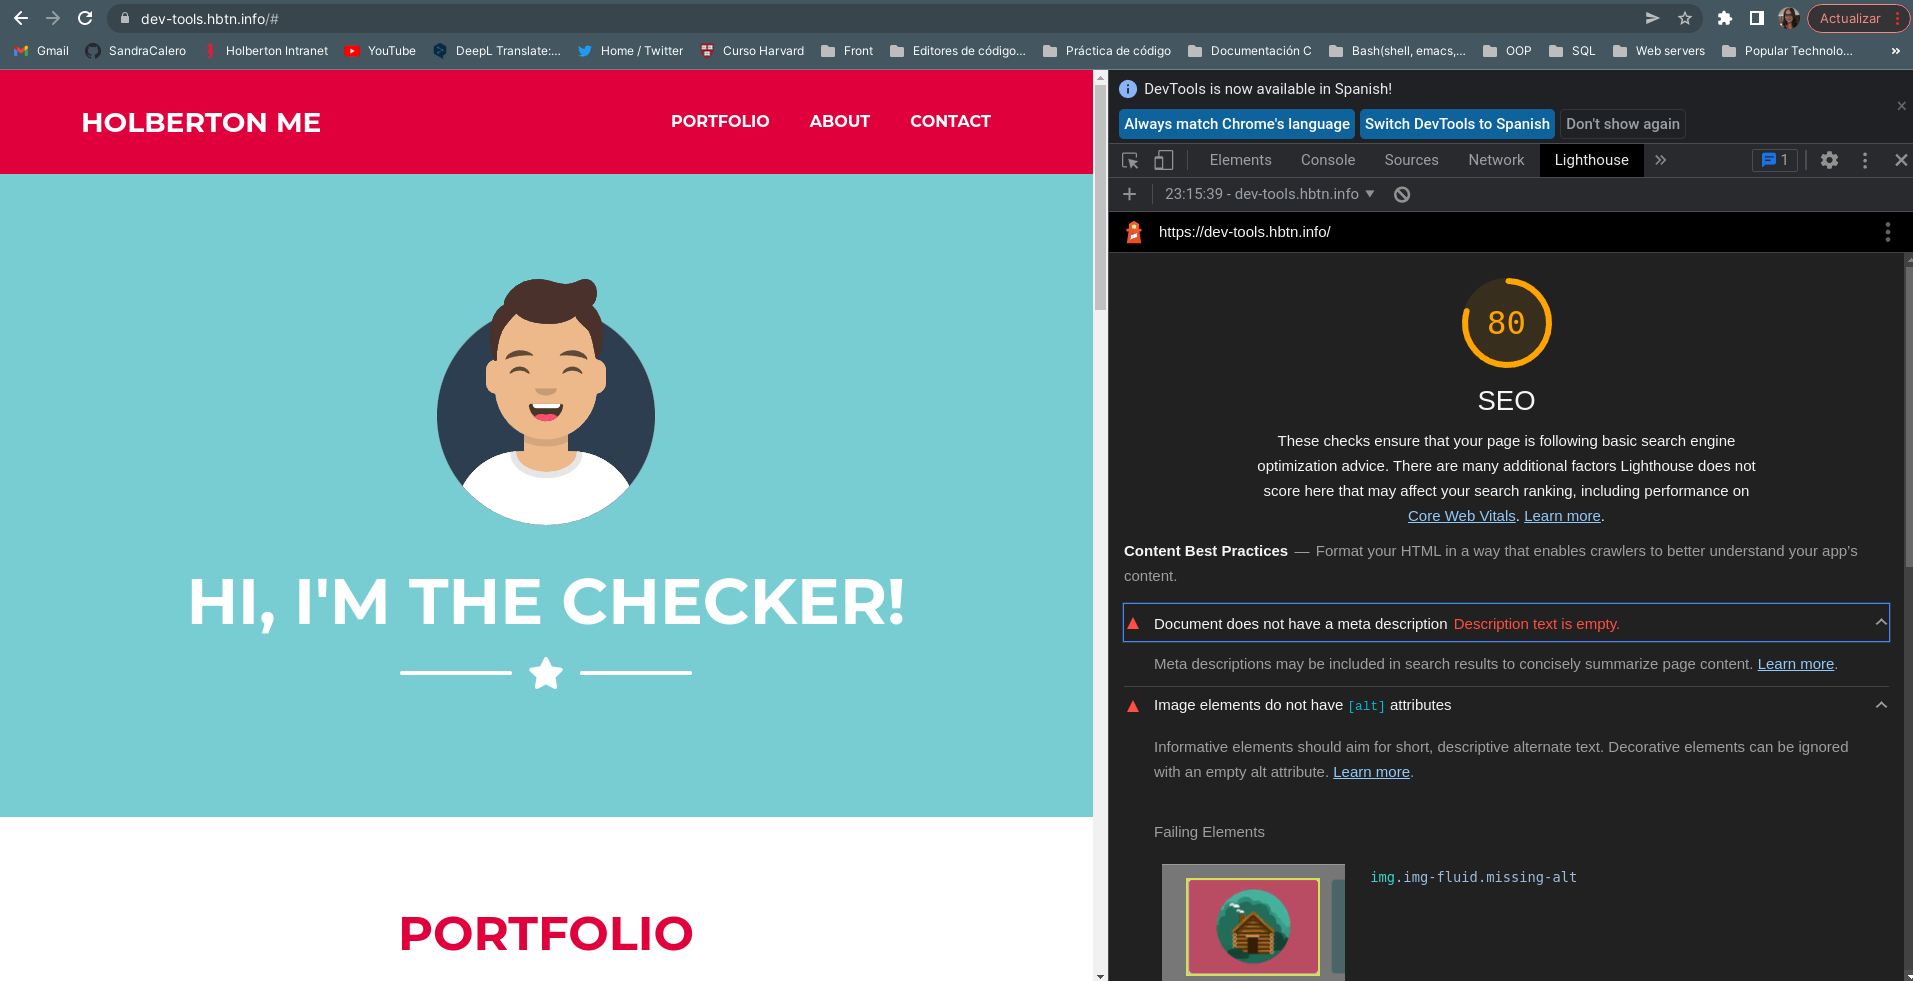 dev-tools.hbtn.info/#
Actualizar
Gmail SandraCalero Holberton Intranet YouTube DeepL Translate:... Home / Twitter Curso Harvard Front Editores de código... Práctica de código Documentación C Bash(shell, emacs,... OOP SQL Web servers Popular Technolo... »
HOLBERTON ME
PORTFOLIO ABOUT CONTACT
HI, I'M THE CHECKER!
PORTFOLIO
DevTools is now available in Spanish!
Always match Chrome's language Switch DevTools to Spanish Don't show again
Elements Console Sources Network Lighthouse 1
23:15:39 - dev-tools.hbtn.info
https://dev-tools.hbtn.info/
80
SEO
These checks ensure that your page is following basic search engine
optimization advice. There are many additional factors Lighthouse does not
score here that may affect your search ranking, including performance on
Core Web Vitals. Learn more.
Content Best Practices — Format your HTML in a way that enables crawlers to better understand your app's
content.
Document does not have a meta description Description text is empty.
Meta descriptions may be included in search results to concisely summarize page content. Learn more.
Image elements do not have [alt] attributes
Informative elements should aim for short, descriptive alternate text. Decorative elements can be ignored
with an empty alt attribute. Learn more.
Failing Elements
img.img-fluid.missing-alt